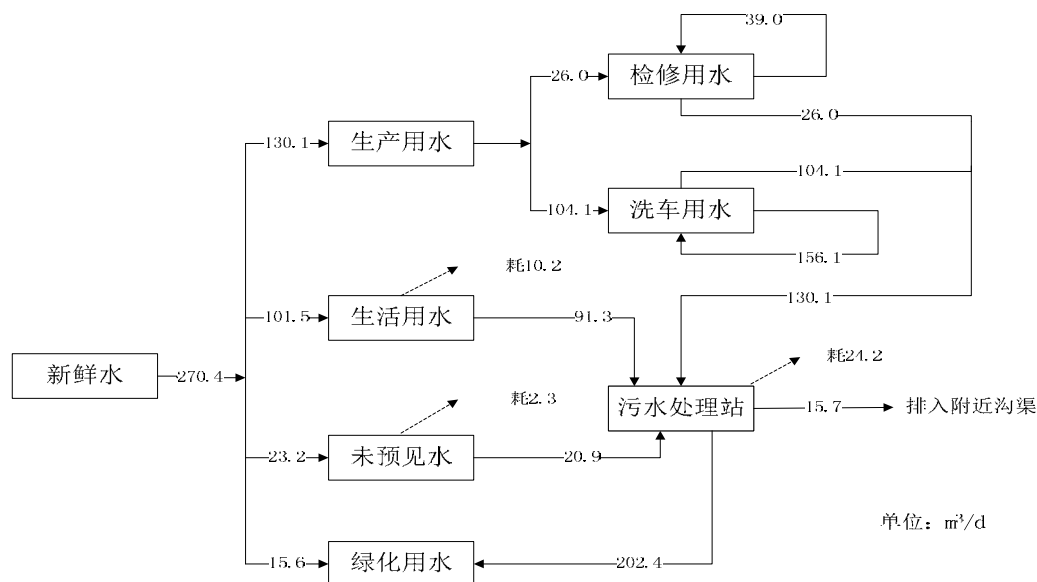 39.0
26.0
检修用水
26.0
130.1
生产用水
104.1
104.1
洗车用水
156.1
耗10.2
130.1
101.5
生活用水
91.3
耗24.2
新鲜水
270.4
耗2.3
污水处理站
15.7
排入附近沟渠
23.2
未预见水
20.9
单位：m³/d
15.6
绿化用水
202.4